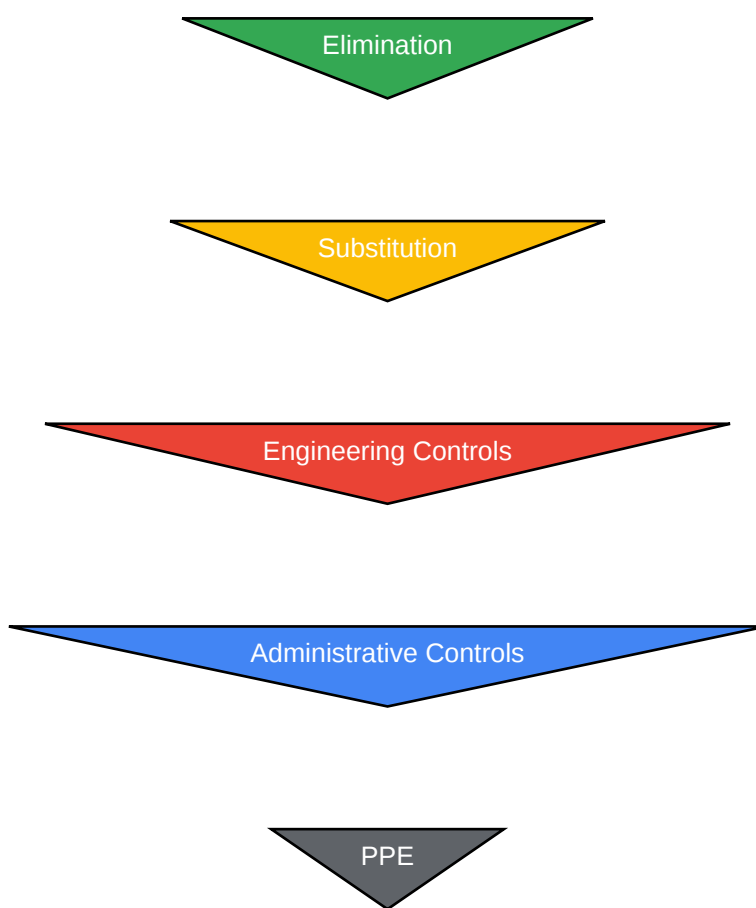 Elimination
Substitution
Engineering Controls
Administrative Controls
PPE